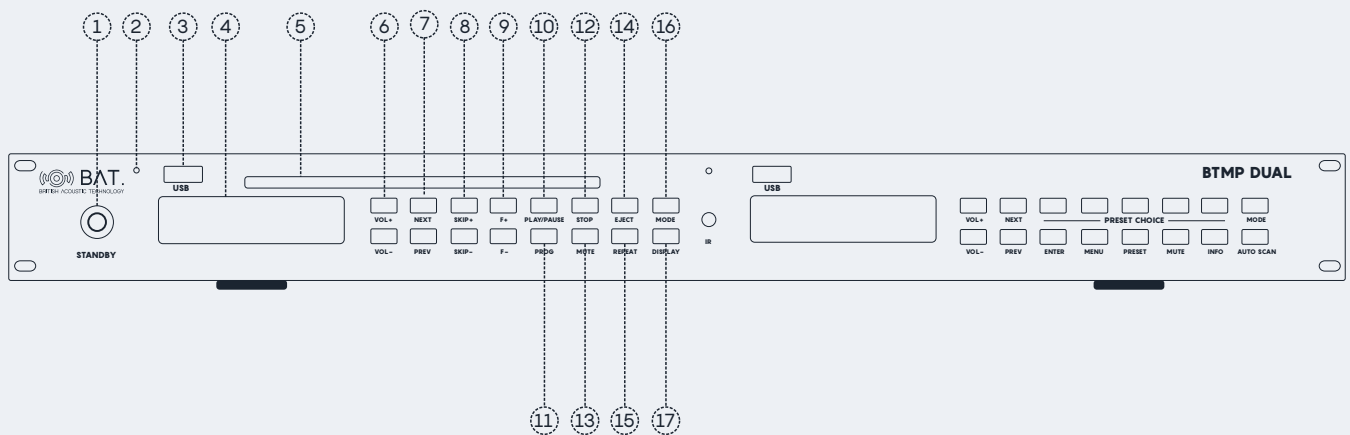 1 2 3 4 5 6 7 8 9 10 12 14 16
BAT.
BRITISH ACOUSTIC TECHNOLOGY
USB
USB
BTMP DUAL
VOL+ NEXT SKIP+ F+ PLAY/PAUSE STOP EJECT MODE
VOL+ NEXT PRESET CHOICE MODE
STANDBY
VOL- PREV SKIP- F- PROG MUTE REPEAT DISPLAY
IR
VOL- PREV ENTER MENU PRESET MUTE INFO AUTO SCAN
11 13 15 17